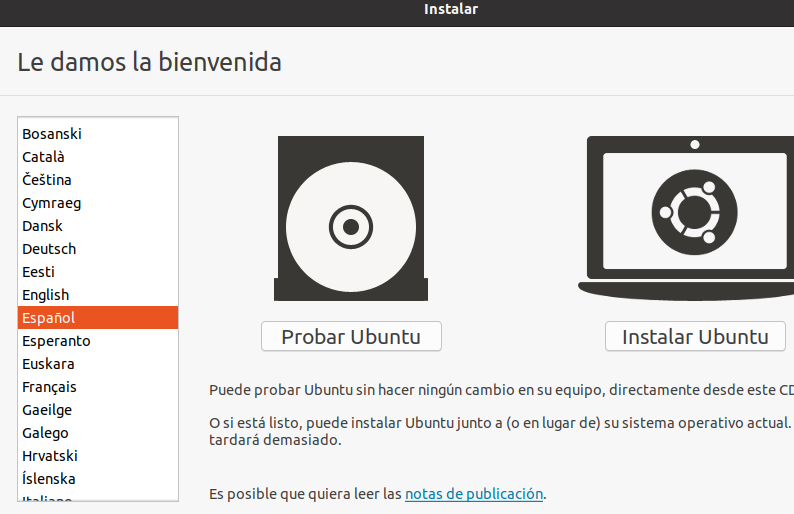 Instalar
Le damos la bienvenida
Bosanski
Català
Čeština
Cymraeg
Dansk
Deutsch
Eesti
English
Español
Esperanto
Euskara
Français
Gaeilge
Galego
Hrvatski
Íslenska
Italiano
Probar Ubuntu
Instalar Ubuntu
Puede probar Ubuntu sin hacer ningún cambio en su equipo, directamente desde este CD
O si está listo, puede instalar Ubuntu junto a (o en lugar de) su sistema operativo actual.
tardará demasiado.
Es posible que quiera leer las notas de publicación.